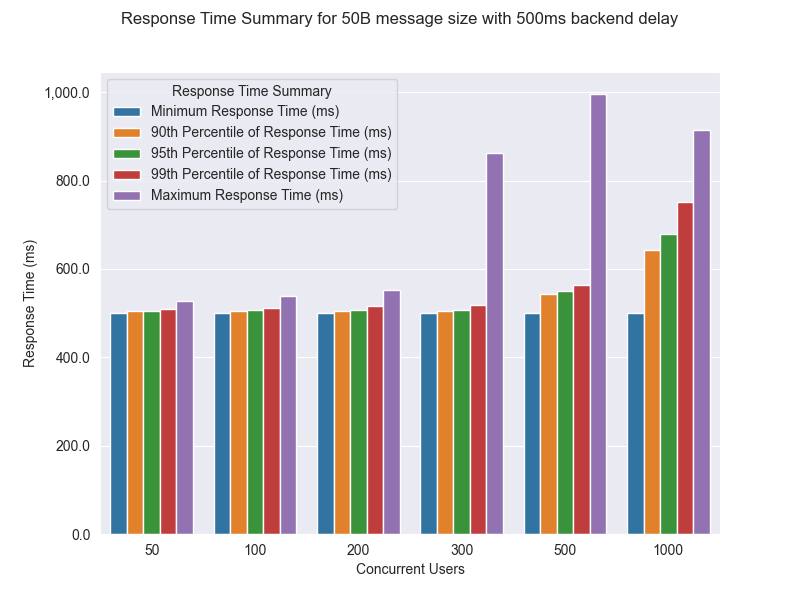 Response Time Summary for 50B message size with 500ms backend delay
Response Time Summary
Minimum Response Time (ms)
90th Percentile of Response Time (ms)
95th Percentile of Response Time (ms)
99th Percentile of Response Time (ms)
Maximum Response Time (ms)
Response Time (ms)
1,000.0
800.0
600.0
400.0
200.0
0.0
50 100 200 300 500 1000
Concurrent Users